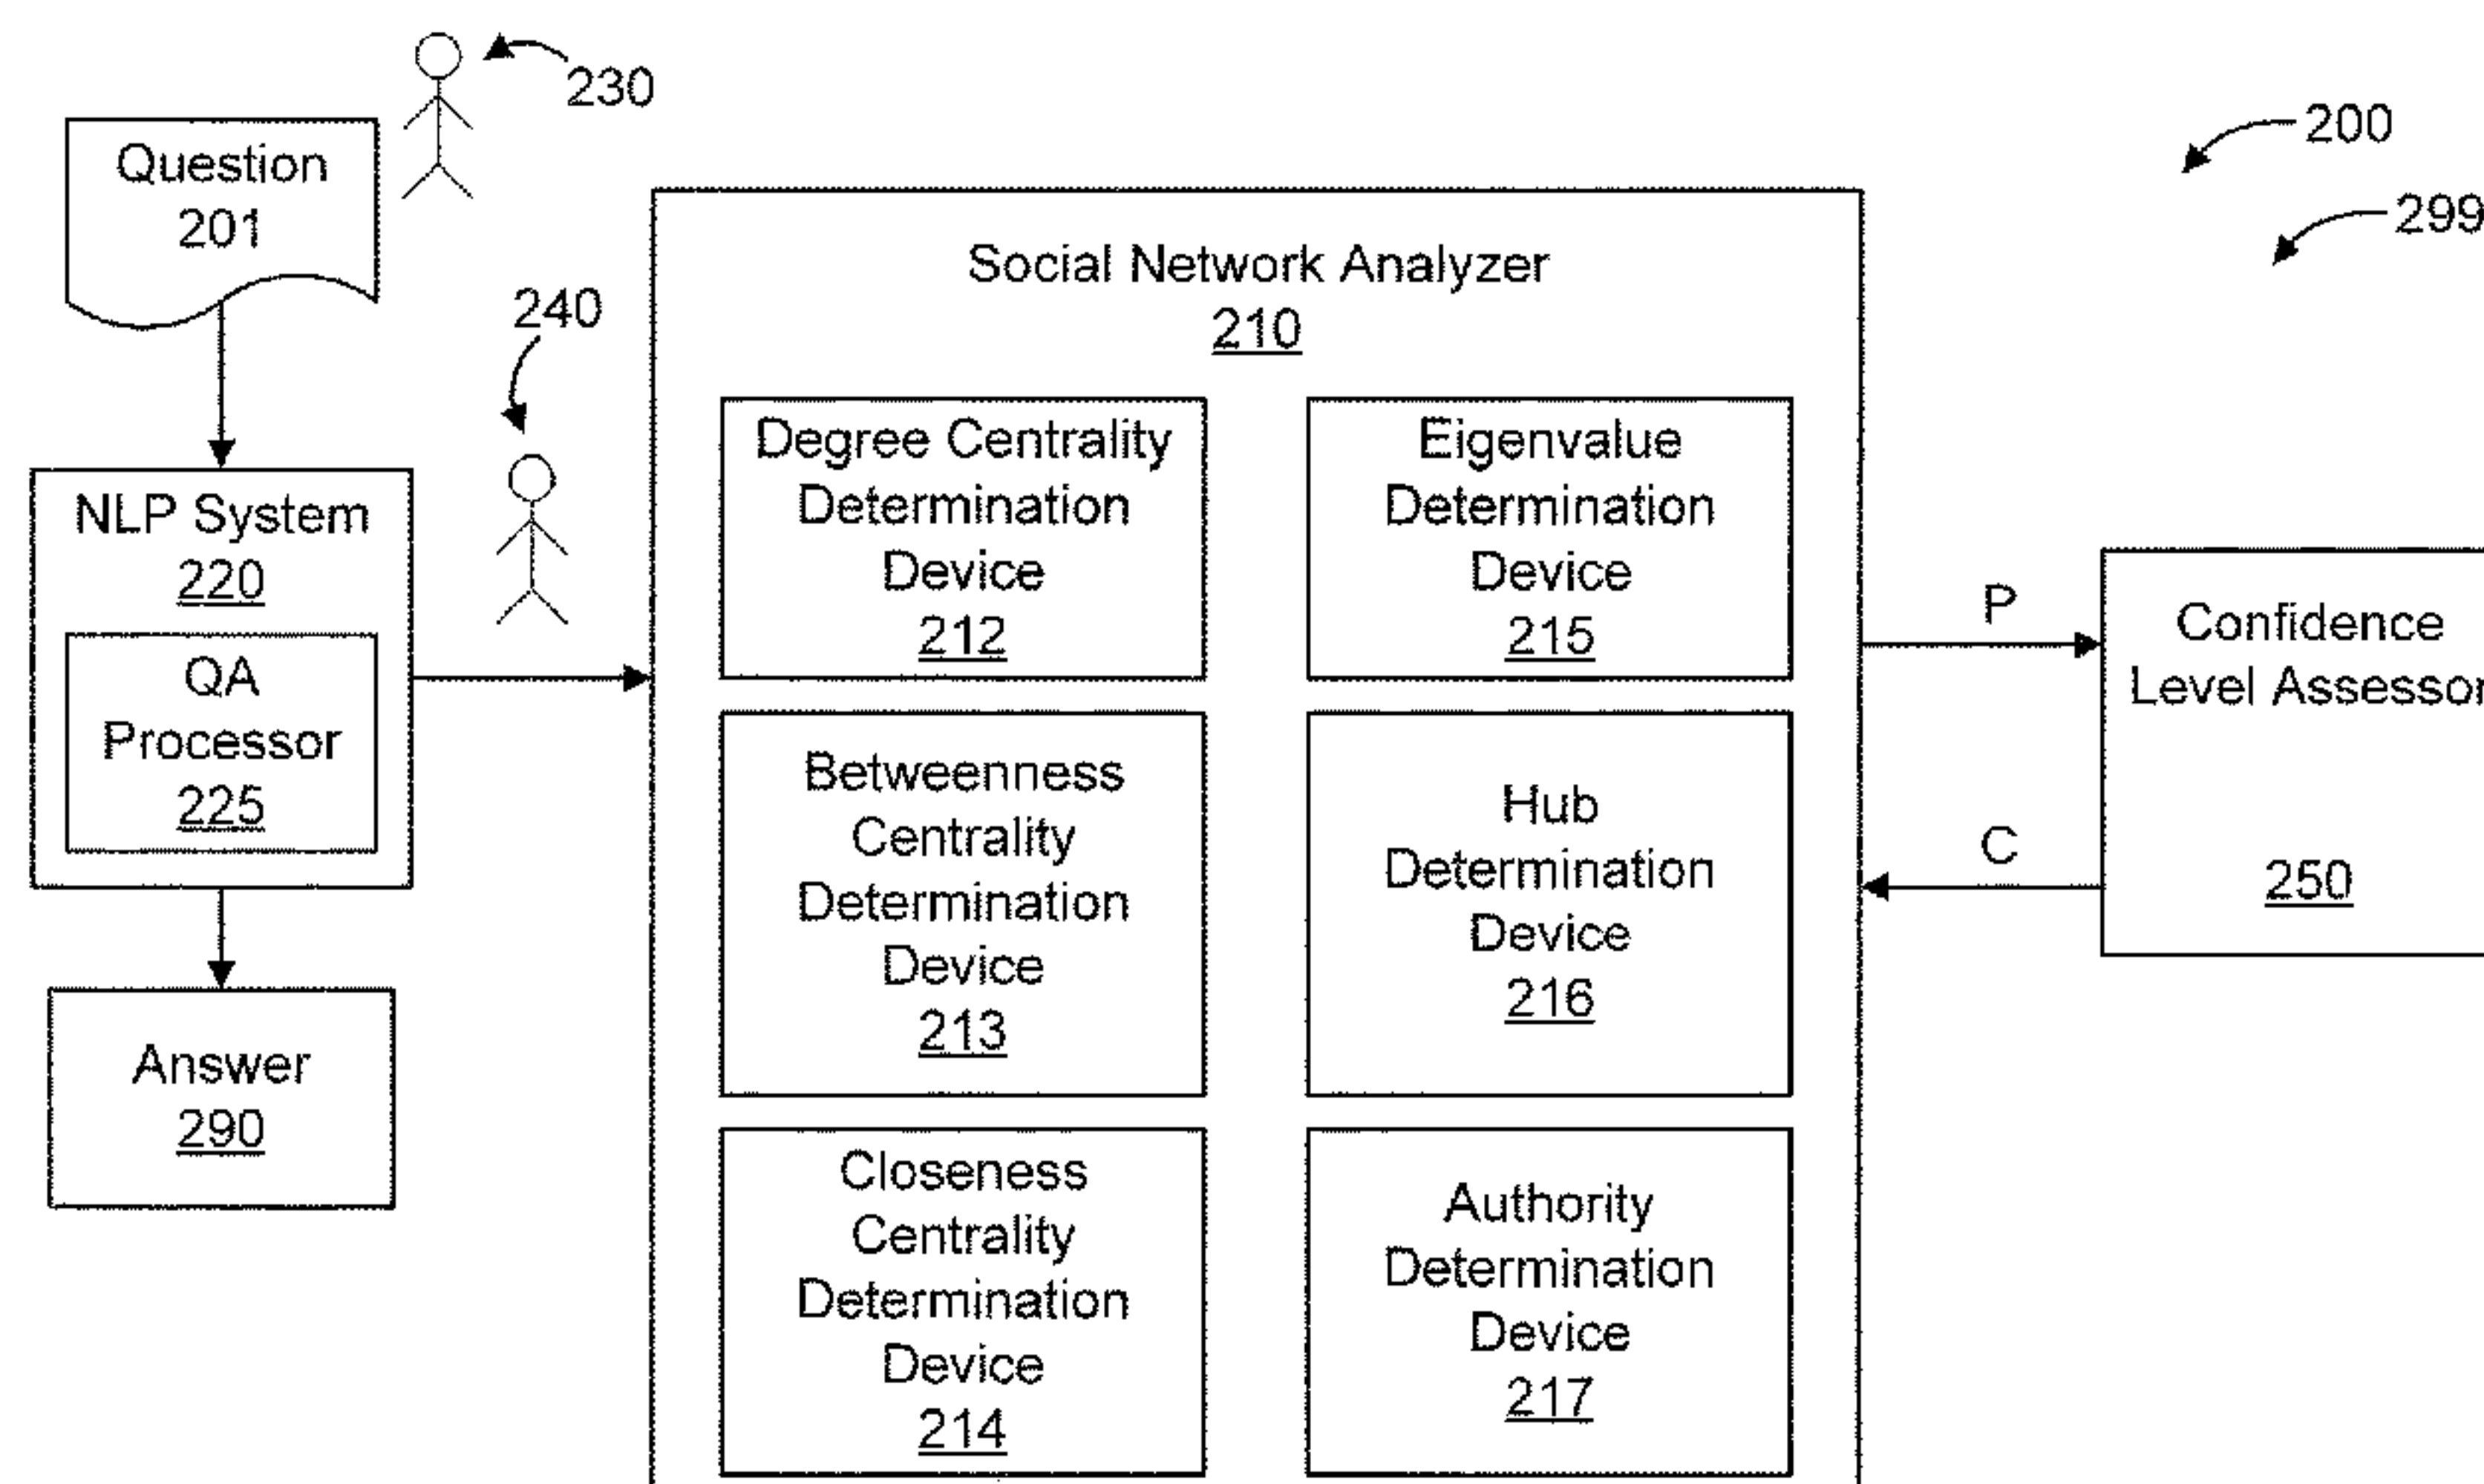 230
Question
201
200
299
240
Social Network Analyzer
210
NLP System
220
QA
Processor
225
Answer
290
Degree Centrality
Determination
Device
212
Eigenvalue
Determination
Device
215
Betweenness
Centrality
Determination
Device
213
Hub
Determination
Device
216
Closeness
Centrality
Determination
Device
214
Authority
Determination
Device
217
P
C
Confidence
Level Assessor
250